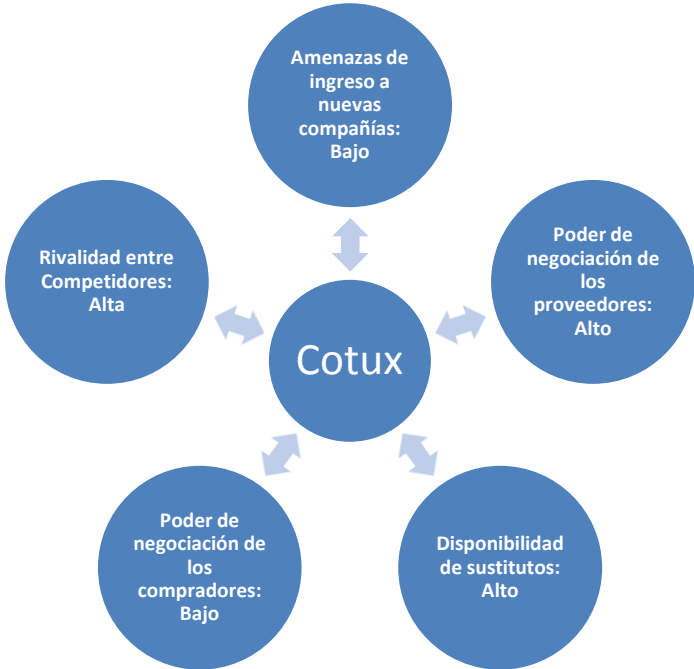 Amenazas de
ingreso a
nuevas
compañías:
Bajo
Rivalidad entre
Competidores:
Alta
Poder de
negociación de
los
proveedores:
Alto
Cotux
Poder de
negociación de
los
compradores:
Bajo
Disponibilidad
de sustitutos:
Alto